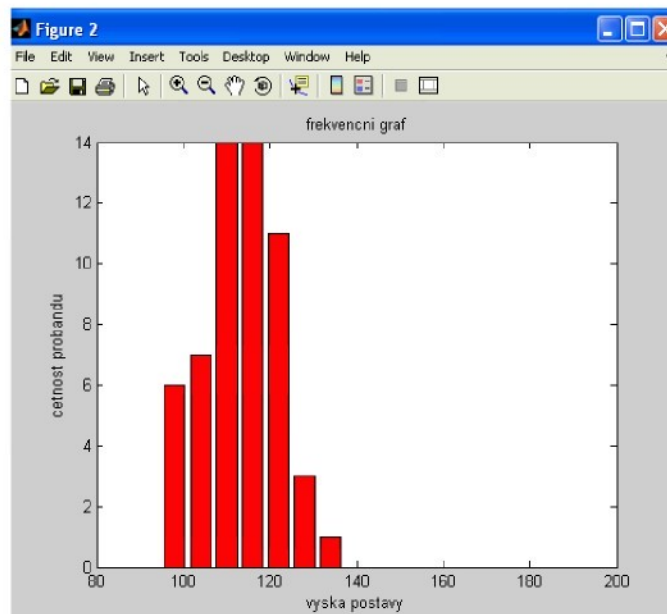 Figure 2
File Edit View Insert Tools Desktop Window Help
frekvencni graf
14
12
10
8
6
4
2
0
cetnost probandu
80 100 120 140 160 180 200
vyska postavy